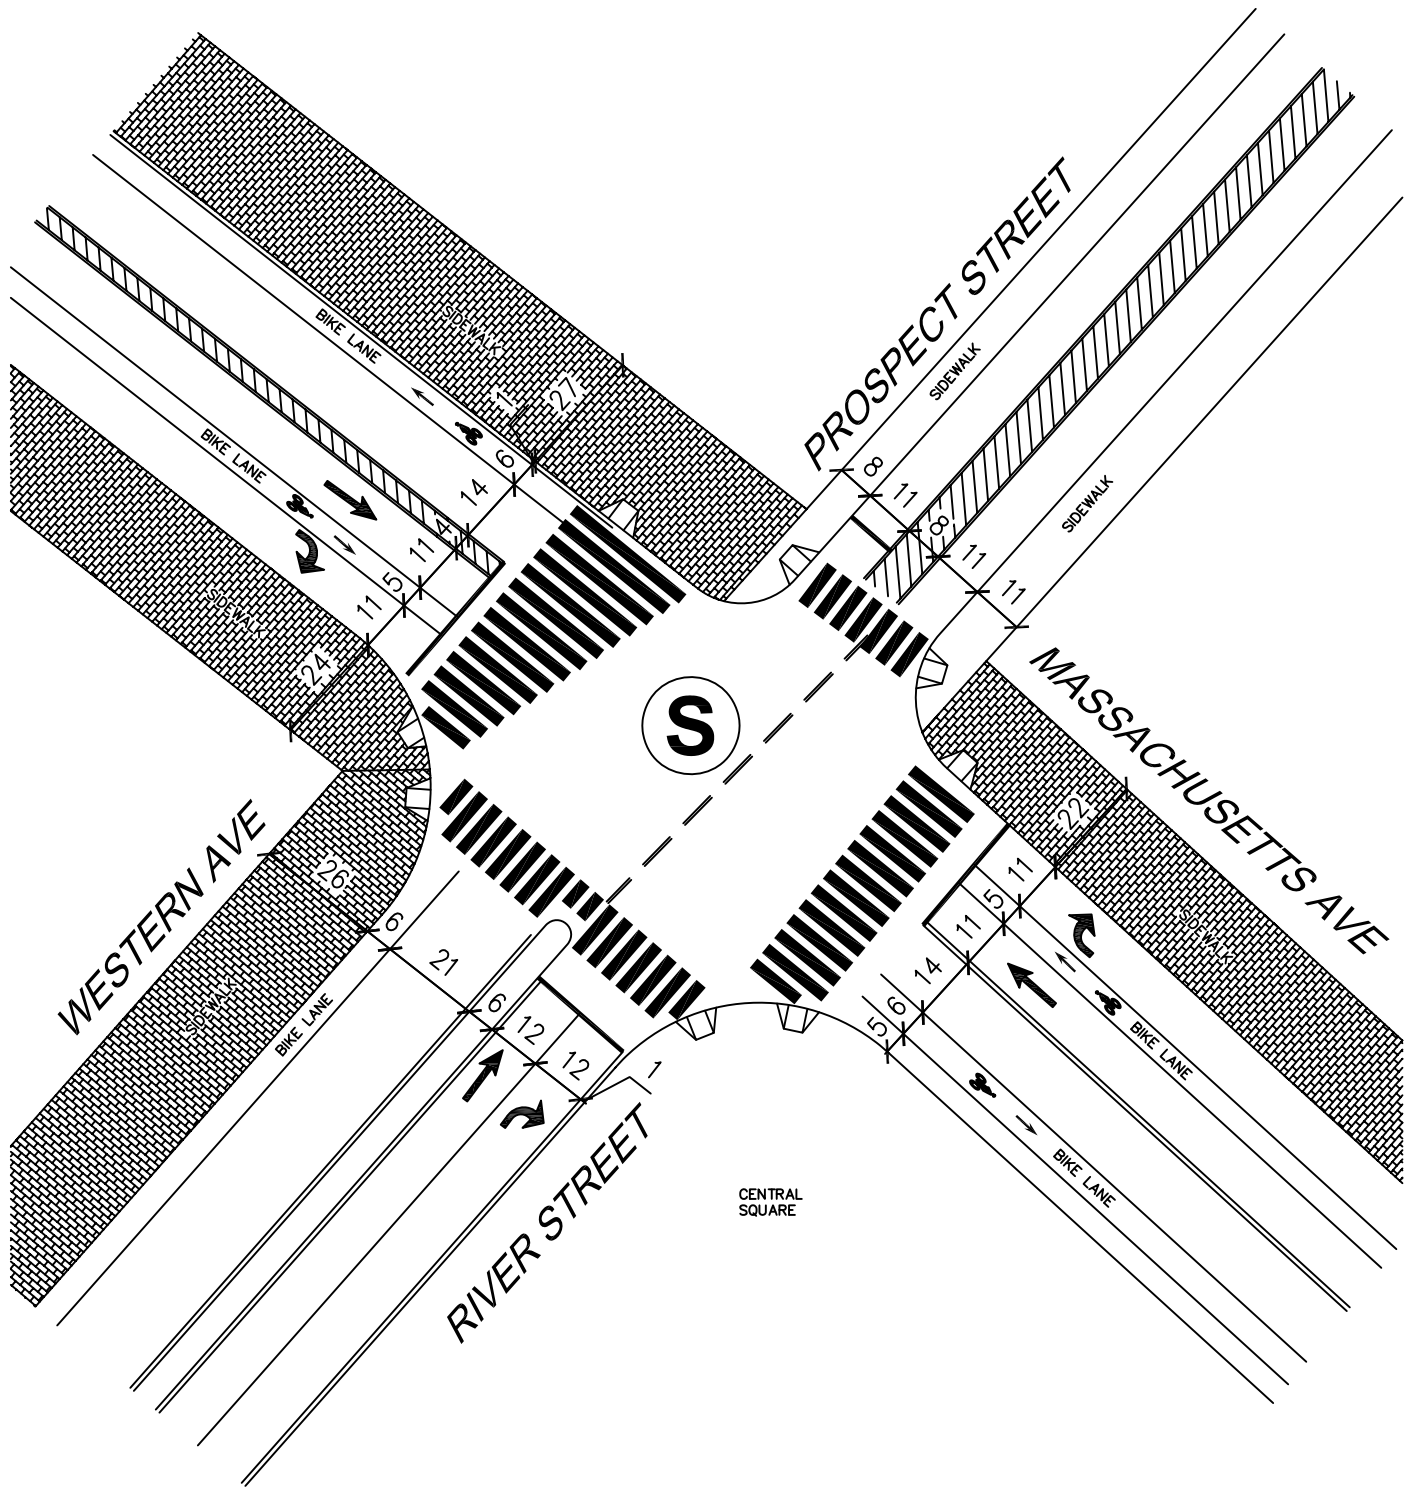 PROSPECT STREET
SIDEWALK
BIKE LANE
SIDEWALK
1
27
6
14
4
11
5
11
24
BIKE LANE
SIDEWALK
8
11
8
11
11
SIDEWALK
MASSACHUSETTS AVE
S
WESTERN AVE
26
6
21
6
12
12
1
SIDEWALK
BIKE LANE
22
11
5
11
14
6
5
SIDEWALK
BIKE LANE
BIKE LANE
RIVER STREET
CENTRAL
SQUARE